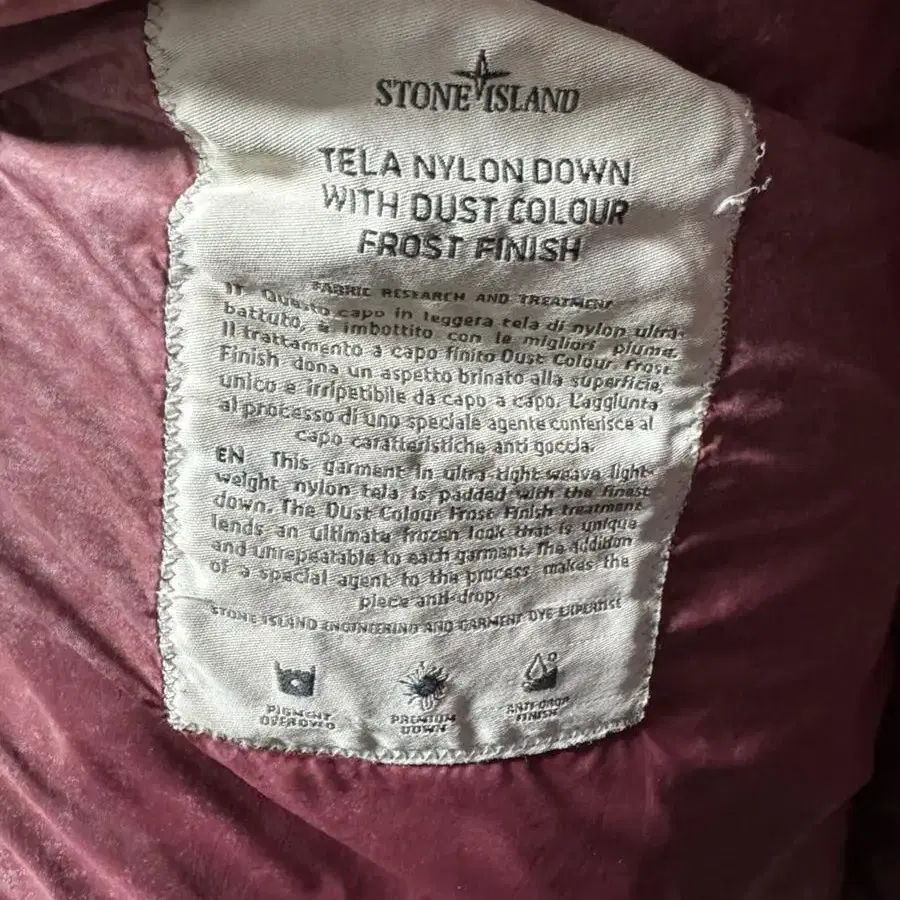 STONE ISLAND
TELA NYLON DOWN
WITH DUST COLOUR
FROST FINISH
FABRIC RESEARCH AND TREATMENT
IT Questo capo in leggera tela di nylon ultra-
battuto, è imbottito con le migliori piume.
Il trattamento a capo finito Dust Colour Frost
Finish dona un aspetto brinato alla superficie,
unico e irripetibile da capo a capo. L'aggiunta
al processo di uno speciale agente conferisce al
capo caratteristiche anti goccia.
EN This garment in ultra-tight-weave light-
weight nylon tela is padded with the finest
down. The Dust Colour Frost Finish treatment
lends an ultimate frozen look that is unique
and unrepeatable to each garment. The addition
of a special agent to the process makes the
piece anti-drop.
STONE ISLAND ENGINEERING AND GARMENT DYE EXPERTISE
PIGMENT
OVERDYED
PREMIUM
DOWN
ANTI-DROP
FINISH